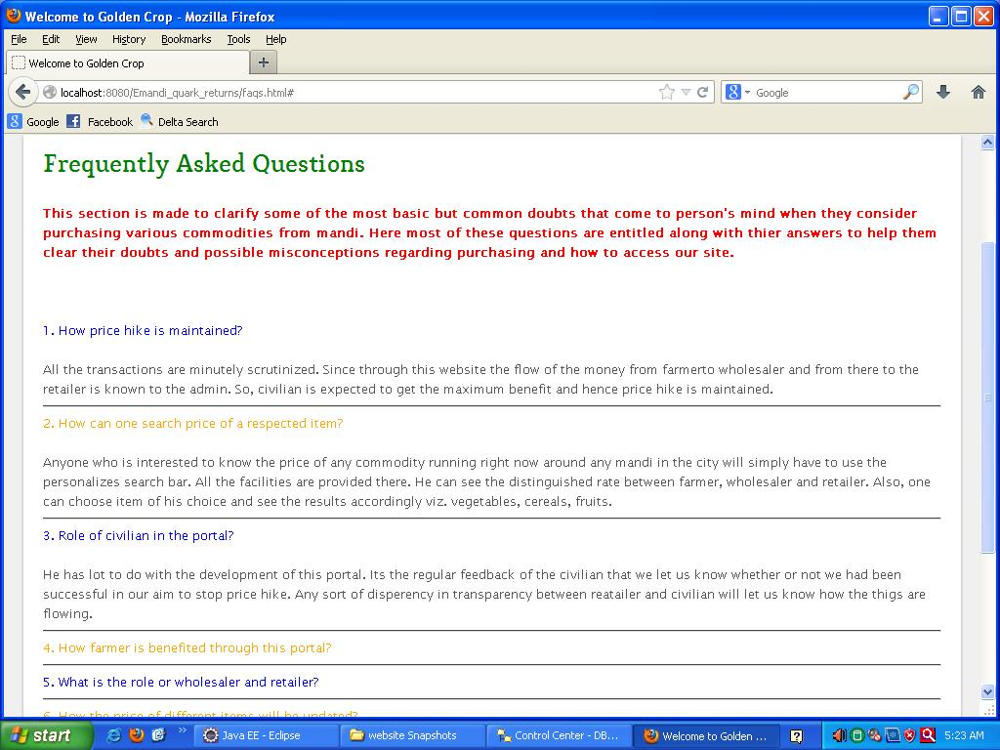 Welcome to Golden Crop - Mozilla Firefox
File Edit View History Bookmarks Tools Help
Welcome to Golden Crop
localhost:8080/Emandi_quark_returns/faqs.html#
Google
Google Facebook Delta Search
Frequently Asked Questions
This section is made to clarify some of the most basic but common doubts that come to person's mind when they consider
purchasing various commodities from mandi. Here most of these questions are entitled along with thier answers to help them
clear their doubts and possible misconceptions regarding purchasing and how to access our site.
1. How price hike is maintained?
All the transactions are minutely scrutinized. Since through this website the flow of the money from farmerto wholesaler and from there to the
retailer is known to the admin. So, civilian is expected to get the maximum benefit and hence price hike is maintained.
2. How can one search price of a respected item?
Anyone who is interested to know the price of any commodity running right now around any mandi in the city will simply have to use the
personalizes search bar. All the facilities are provided there. He can see the distinguished rate between farmer, wholesaler and retailer. Also, one
can choose item of his choice and see the results accordingly viz. vegetables, cereals, fruits.
3. Role of civilian in the portal?
He has lot to do with the development of this portal. Its the regular feedback of the civilian that we let us know whether or not we had been
successful in our aim to stop price hike. Any sort of disperency in transparency between reatailer and civilian will let us know how the thigs are
flowing.
4. How farmer is benefited through this portal?
5. What is the role or wholesaler and retailer?
6. How the price of different items will be updated?
start Java EE - Eclipse website Snapshots Control Center - DB... Welcome to Golden ... 5:23 AM